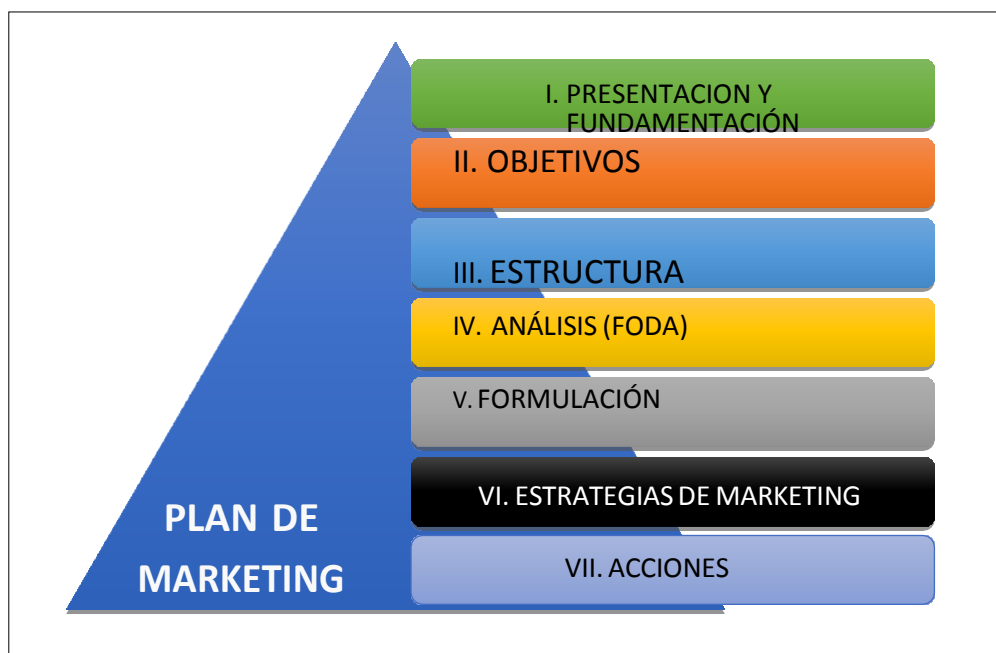 I. PRESENTACION Y
FUNDAMENTACIÓN
II. OBJETIVOS
III. ESTRUCTURA
IV. ANÁLISIS (FODA)
V. FORMULACIÓN
VI. ESTRATEGIAS DE MARKETING
VII. ACCIONES
PLAN DE
MARKETING